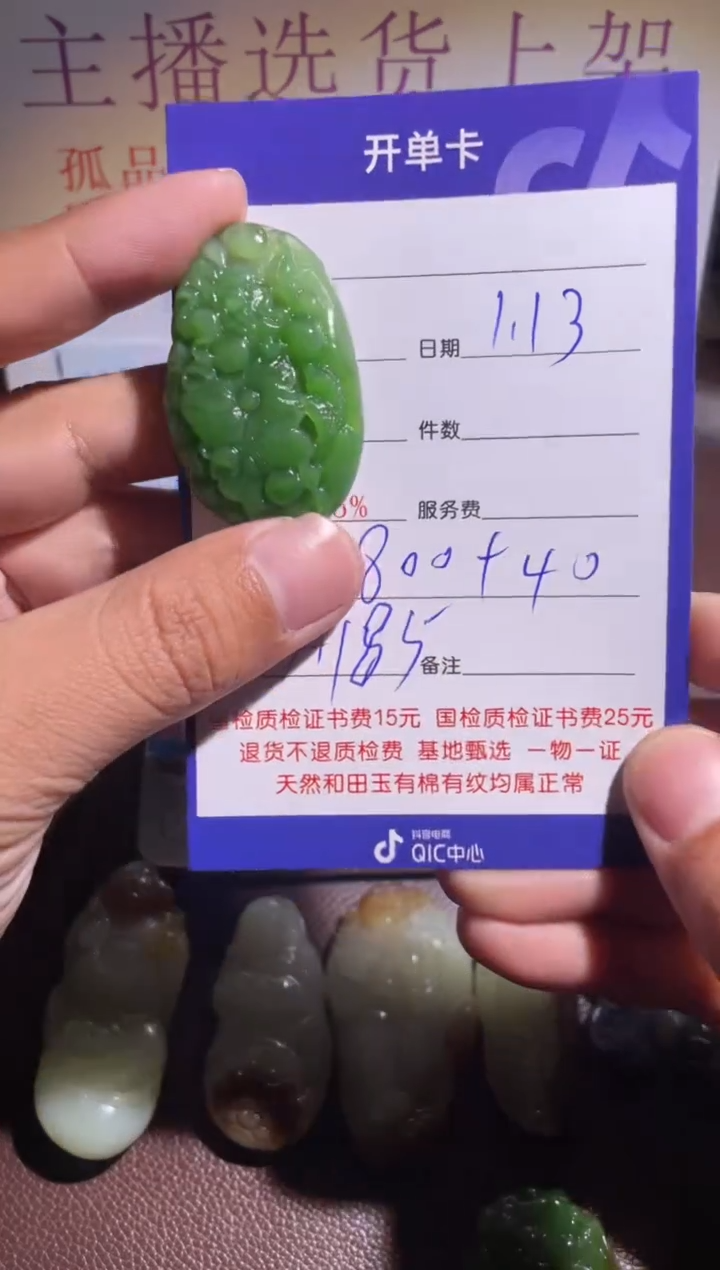 主播选货上架
孤品
开单卡
日期 1.13
件数
%
服务费
800+40
185
备注
检质检证书费15元 国检质检证书费25元
退货不退质检费 基地甄选 一物一证
天然和田玉有棉有纹均属正常
抖音电商
QIC中心